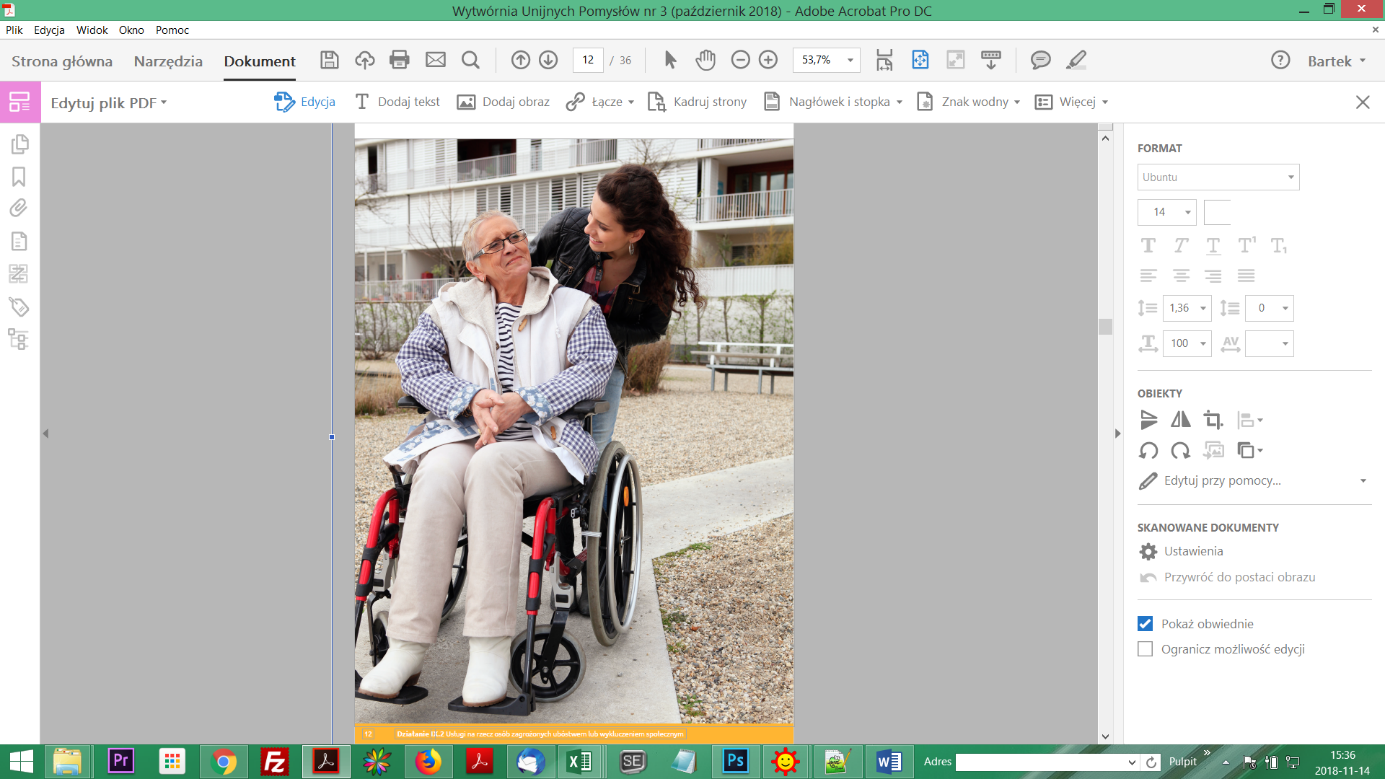 Wytwórnia Unijnych Pomysłów nr 3 (październik 2018) - Adobe Acrobat Pro DC
Plik Edycja Widok Okno Pomoc
Strona główna Narzędzia Dokument 12 / 36 53,7% Bartek
Edytuj plik PDF Edycja Dodaj tekst Dodaj obraz Łącze Kadruj strony Nagłówek i stopka Znak wodny Więcej
FORMAT
Ubuntu
14
1,36 0
100
OBIEKTY
Edytuj przy pomocy...
SKANOWANE DOKUMENTY
Ustawienia
Przywróć do postaci obrazu
Pokaż obwiednie
Ogranicz możliwość edycji
12 Działanie 8i.2 Usługi na rzecz osób zagrożonych ubóstwem lub wykluczeniem społecznym
Adres Pulpit 15:36
2018-11-14